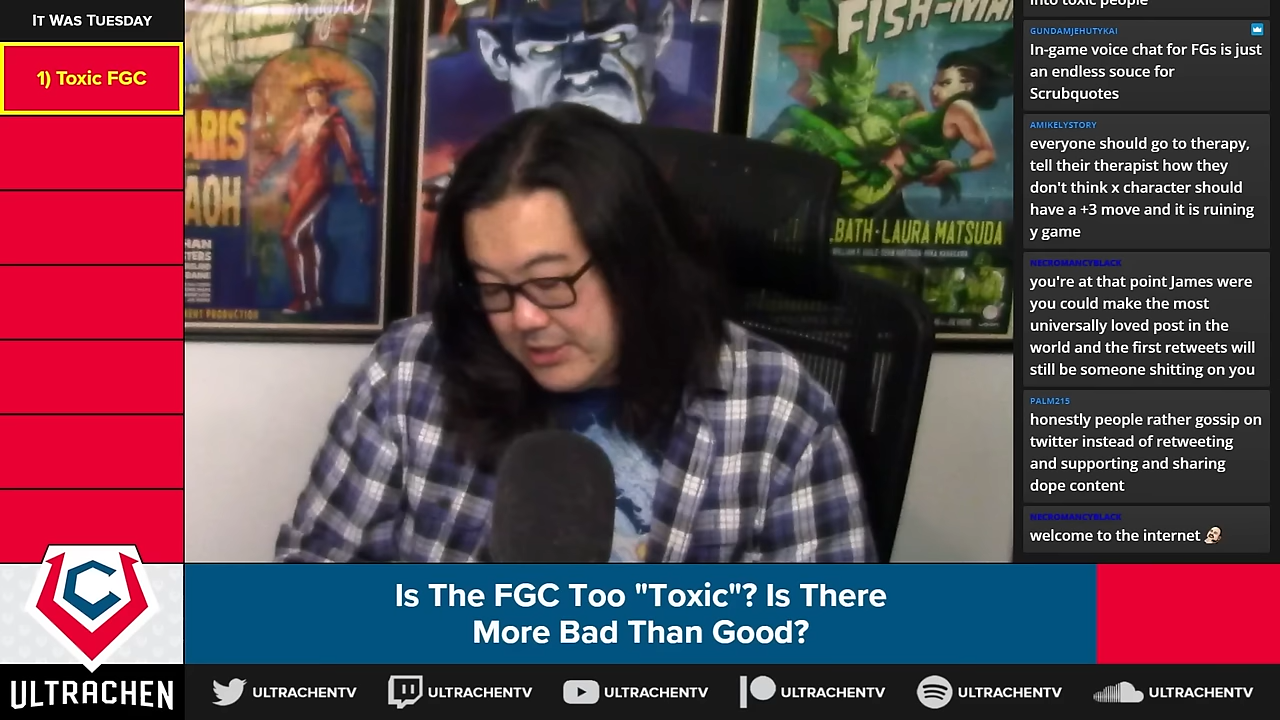 IT WAS TUESDAY
1) Toxic FGC
ARIS
AOH
FISH-MAN
BATH · LAURA MATSUDA
into toxic people
GUNDAMJEHUTYKAI
In-game voice chat for FGs is just
an endless souce for
Scrubquotes
AMIKELYSTORY
everyone should go to therapy,
tell their therapist how they
don't think x character should
have a +3 move and it is ruining
y game
NECROMANCYBLACK
you're at that point James were
you could make the most
universally loved post in the
world and the first retweets will
still be someone shitting on you
PALM215
honestly people rather gossip on
twitter instead of retweeting
and supporting and sharing
dope content
NECROMANCYBLACK
welcome to the internet
Is The FGC Too "Toxic"? Is There
More Bad Than Good?
ULTRACHEN
ULTRACHENTV
ULTRACHENTV
ULTRACHENTV
ULTRACHENTV
ULTRACHENTV
ULTRACHENTV